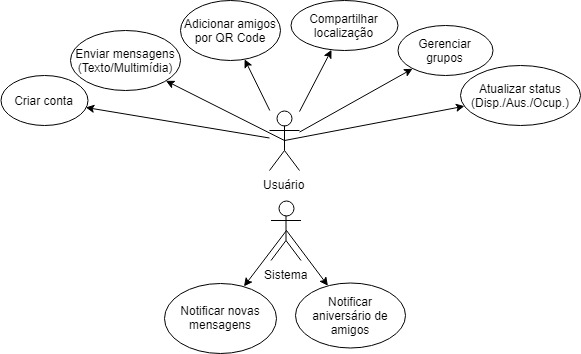 Criar conta
Enviar mensagens
(Texto/Multimídia)
Adicionar amigos
por QR Code
Compartilhar
localização
Gerenciar
grupos
Atualizar status
(Disp./Aus./Ocup.)
Usuário
Sistema
Notificar novas
mensagens
Notificar
aniversário de
amigos